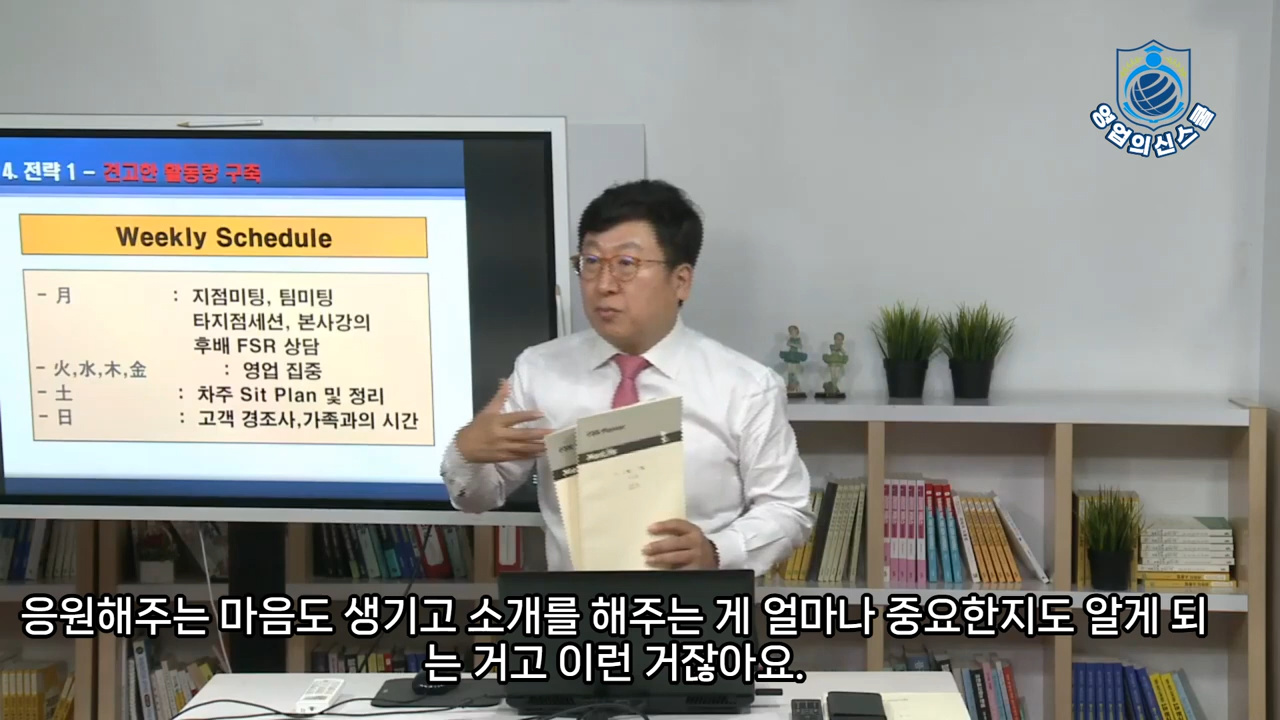 영업의신스쿨
4. 전략 1 - 견고한 활동량 구축
Weekly Schedule
- 月 : 지점미팅, 팀미팅
타지점세션, 본사강의
후배 FSR 상담
- 火,水,木,金 : 영업 집중
- 土 : 차주 Sit Plan 및 정리
- 日 : 고객 경조사,가족과의 시간
MetLife
응원해주는 마음도 생기고 소개를 해주는 게 얼마나 중요한지도 알게 되
는 거고 이런 거잖아요.